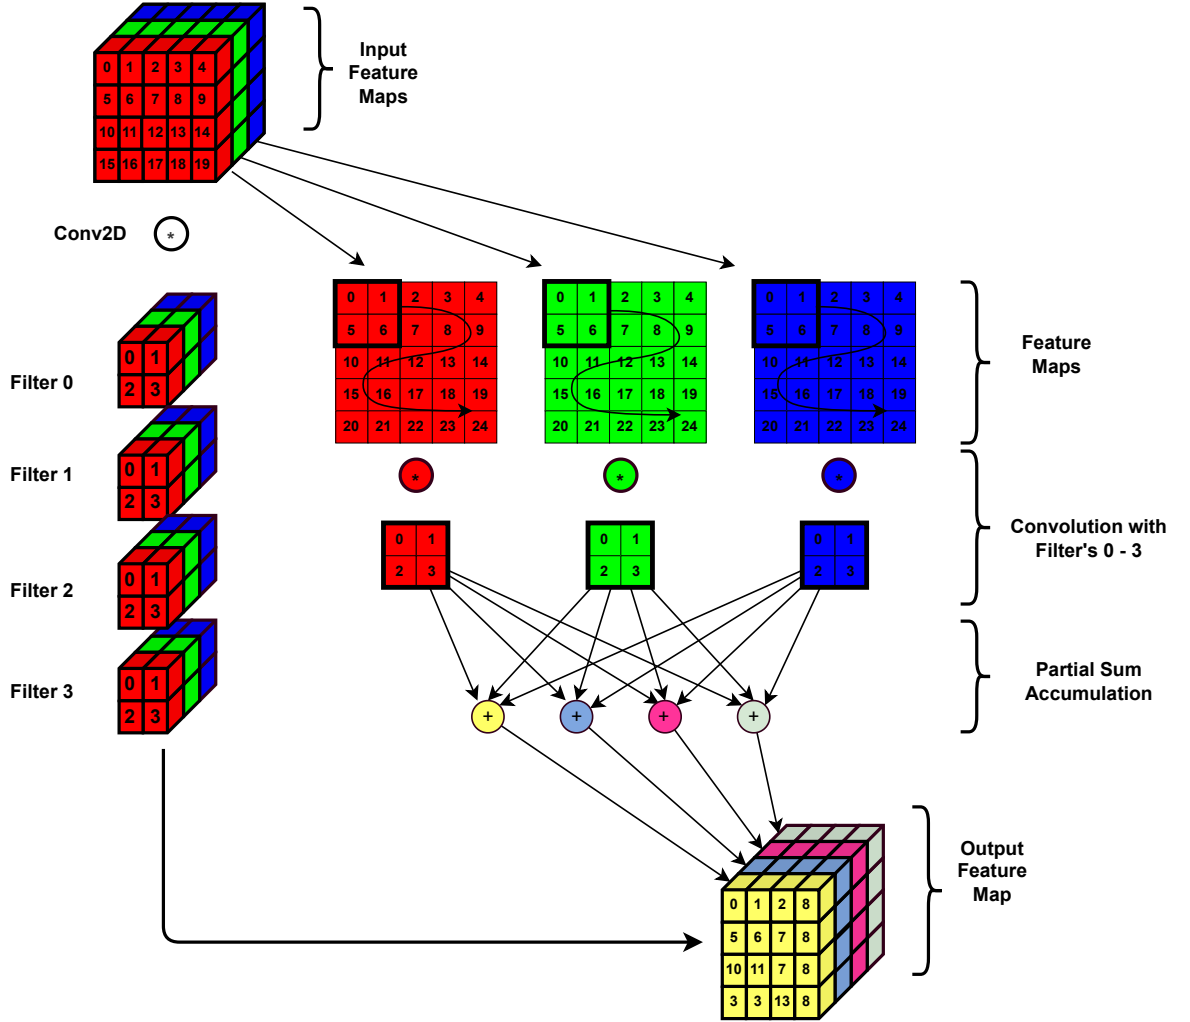 Input
Feature
Maps
0 1 2 3 4
5 6 7 8 9
10 11 12 13 14
15 16 17 18 19
Conv2D *
Filter 0
0 1
2 3
Filter 1
0 1
2 3
Filter 2
0 1
2 3
Filter 3
0 1
2 3
0 1 2 3 4
5 6 7 8 9
10 11 12 13 14
15 16 17 18 19
20 21 22 23 24
0 1 2 3 4
5 6 7 8 9
10 11 12 13 14
15 16 17 18 19
20 21 22 23 24
0 1 2 3 4
5 6 7 8 9
10 11 12 13 14
15 16 17 18 19
20 21 22 23 24
Feature
Maps
* * *
0 1
2 3
0 1
2 3
0 1
2 3
Convolution with
Filter's 0 - 3
+ + + +
Partial Sum
Accumulation
0 1 2 8
5 6 7 8
10 11 7 8
3 3 13 8
Output
Feature
Map